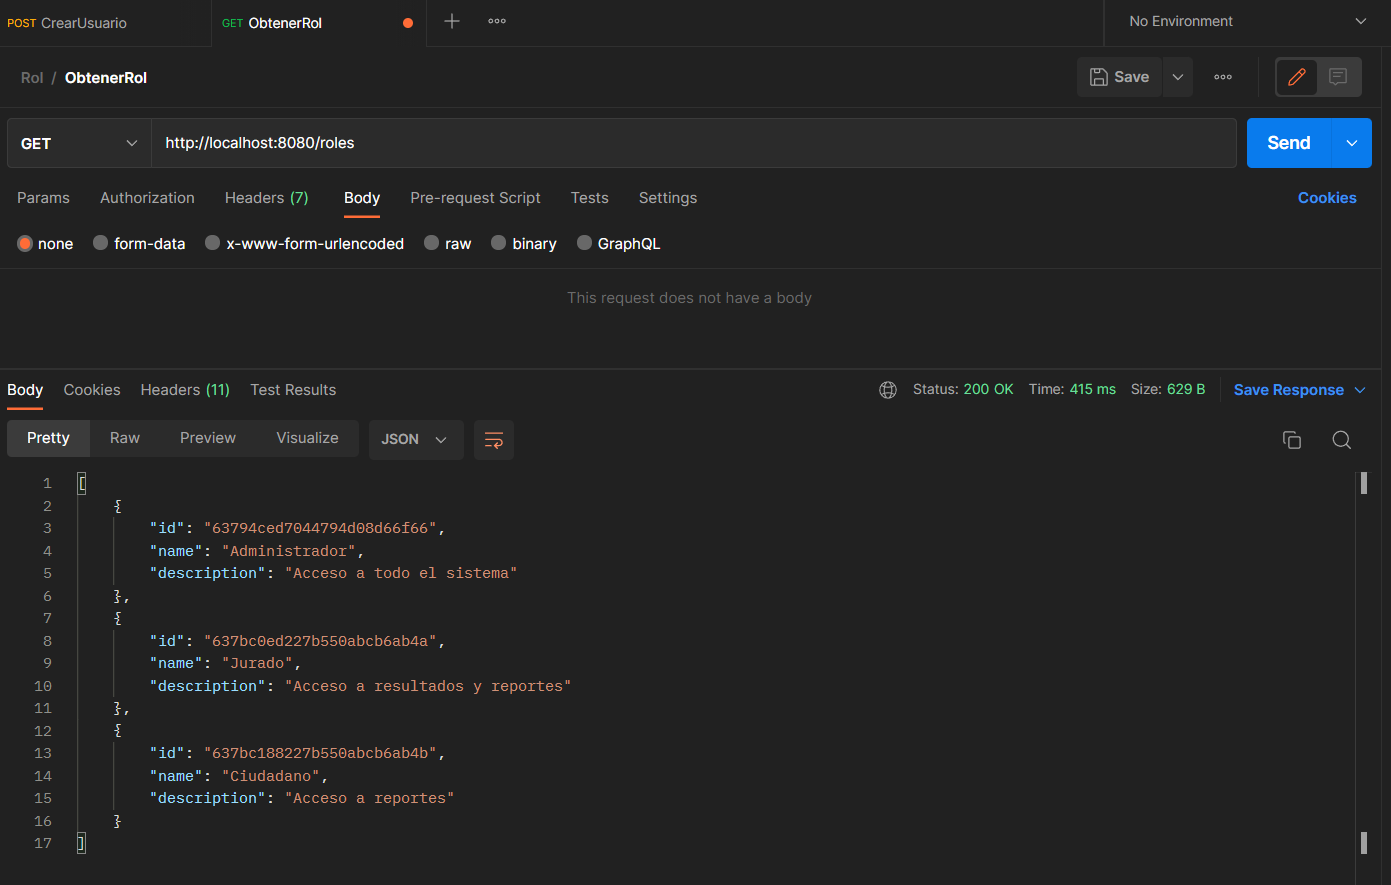 POST CrearUsuario
GET ObtenerRol
No Environment
Rol / ObtenerRol
Save
GET
http://localhost:8080/roles
Send
Params
Authorization
Headers (7)
Body
Pre-request Script
Tests
Settings
Cookies
none
form-data
x-www-form-urlencoded
raw
binary
GraphQL
This request does not have a body
Body
Cookies
Headers (11)
Test Results
Status: 200 OK
Time: 415 ms
Size: 629 B
Save Response
Pretty
Raw
Preview
Visualize
JSON
1 [
2 {
3 "id": "63794ced7044794d08d66f66",
4 "name": "Administrador",
5 "description": "Acceso a todo el sistema"
6 },
7 {
8 "id": "637bc0ed227b550abcb6ab4a",
9 "name": "Jurado",
10 "description": "Acceso a resultados y reportes"
11 },
12 {
13 "id": "637bc188227b550abcb6ab4b",
14 "name": "Ciudadano",
15 "description": "Acceso a reportes"
16 }
17 ]